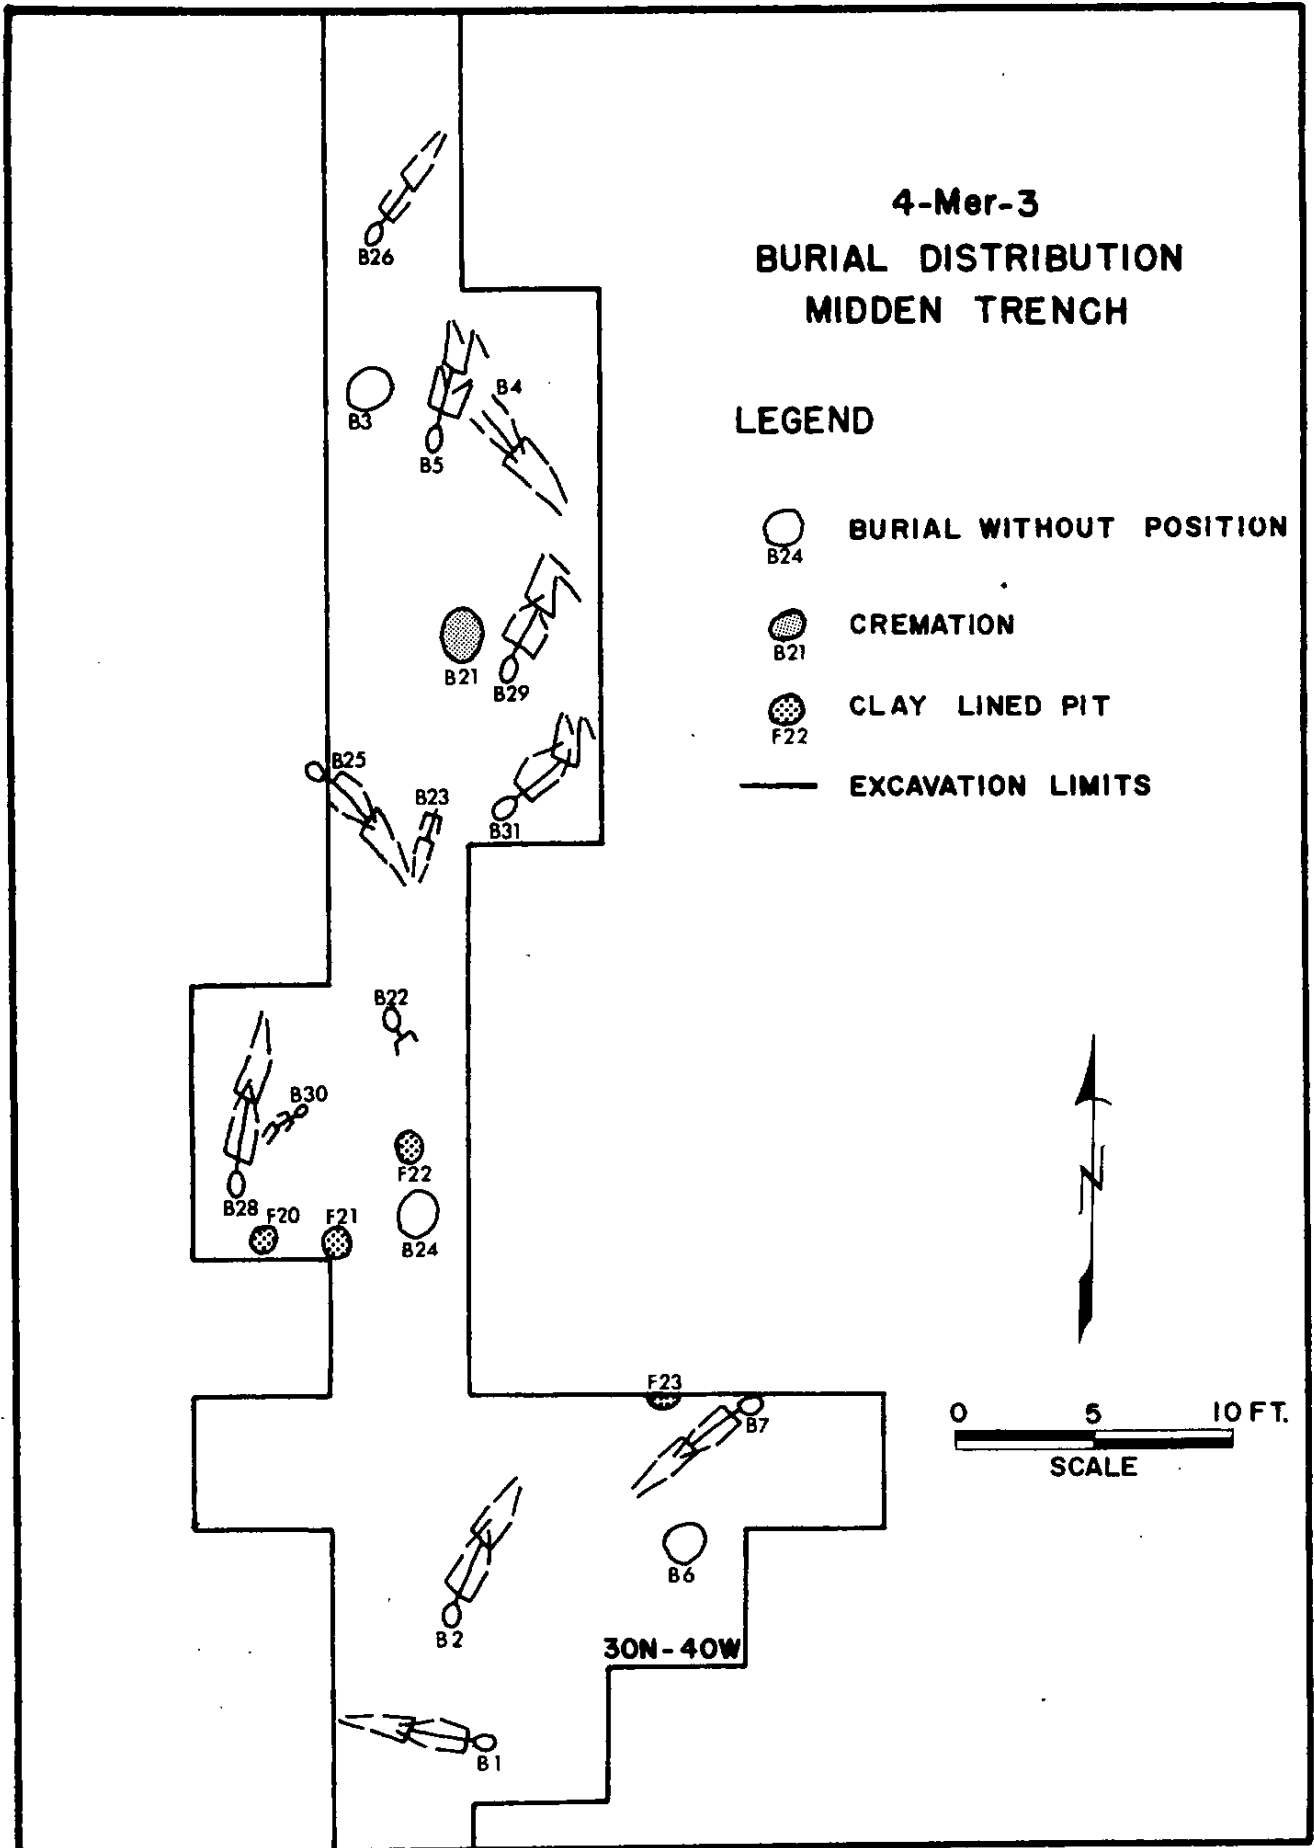 4-Mer-3
BURIAL DISTRIBUTION
MIDDEN TRENCH
LEGEND
B24
BURIAL WITHOUT POSITION
B21
CREMATION
F22
CLAY LINED PIT
EXCAVATION LIMITS
B26
B3
B5
B4
B21
B29
B25
B23
B31
B22
B30
B28
F20
F21
F22
B24
N
F23
B7
0 5 10 FT.
SCALE
B6
B2
30N-40W
B1